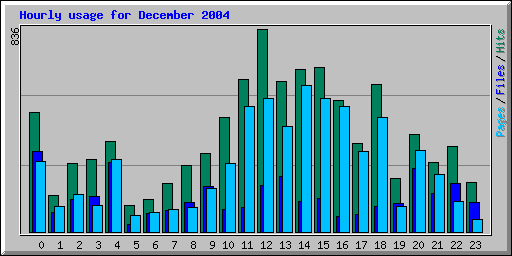 Hourly usage for December 2004
836
Pages / Files / Hits
0 1 2 3 4 5 6 7 8 9 10 11 12 13 14 15 16 17 18 19 20 21 22 23